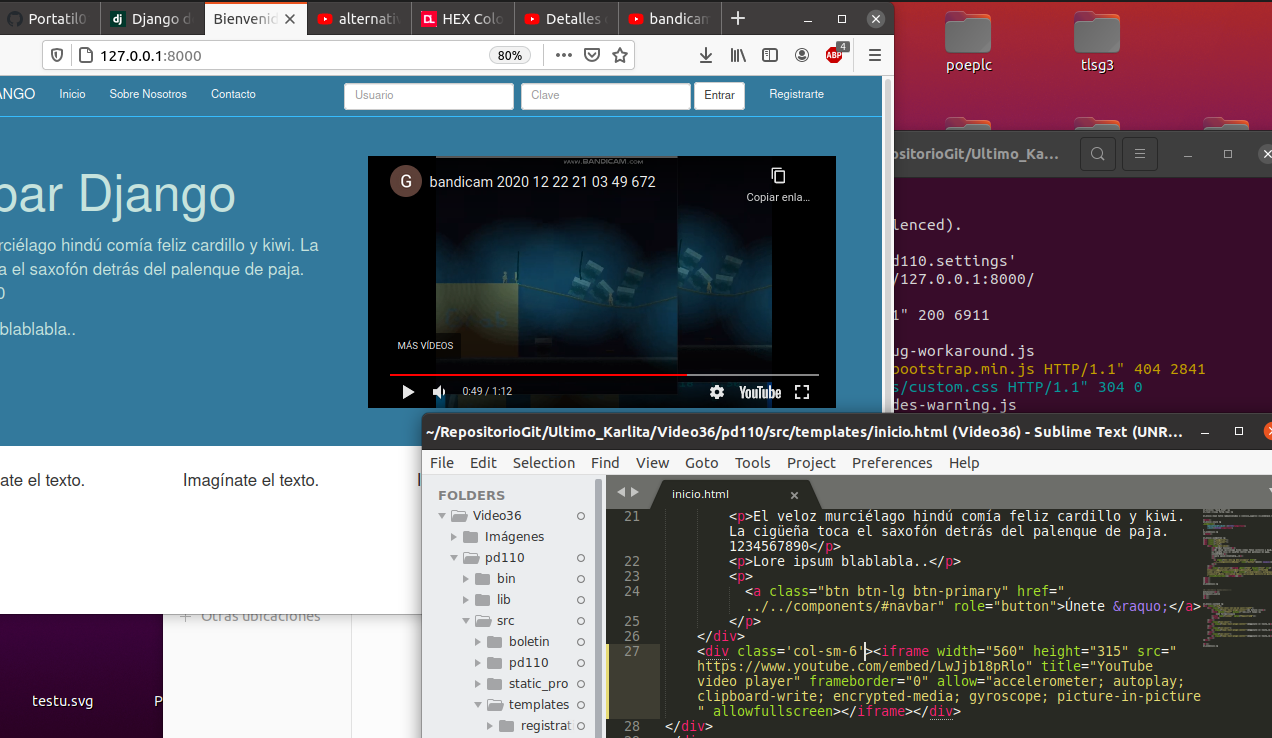 Portatil0
dj Django d
Bienvenid
alternativ
HEX Colo
Detalles
bandicam
127.0.0.1:8000
80%
ABP 4
ANGO Inicio Sobre Nosotros Contacto Usuario Clave Entrar Registrarte
bar Django
rciélago hindú comía feliz cardillo y kiwi. La
a el saxofón detrás del palenque de paja.
0
blablabla..
WWW.BANDICAM.COM
G bandicam 2020 12 22 21 03 49 672
Copiar enla...
MÁS VÍDEOS
0:49 / 1:12
YouTube
ate el texto. Imagínate el texto. I
Otras ubicaciones
testu.svg P
poeplc tlsg3
ositorioGit/Ultimo_Ka...
lenced).
d110.settings'
/127.0.0.1:8000/
1" 200 6911
ug-workaround.js
bootstrap.min.js HTTP/1.1" 404 2841
s/custom.css HTTP/1.1" 304 0
des-warning.js
~/RepositorioGit/Ultimo_Karlita/Video36/pd110/src/templates/inicio.html (Video36) - Sublime Text (UNR...
File Edit Selection Find View Goto Tools Project Preferences Help
FOLDERS
Video36
Imágenes
pd110
bin
lib
src
boletin
pd110
static_pro
templates
registrat
inicio.html
21 <p>El veloz murciélago hindú comía feliz cardillo y kiwi.
La cigüeña toca el saxofón detrás del palenque de paja.
1234567890</p>
22 <p>Lore ipsum blablabla..</p>
23 <p>
24 <a class="btn btn-lg btn-primary" href="
../../components/#navbar" role="button">Únete &raquo;</a>
25 </p>
26 </div>
27 <div class='col-sm-6'><iframe width="560" height="315" src="
https://www.youtube.com/embed/LwJjb18pRlo" title="YouTube
video player" frameborder="0" allow="accelerometer; autoplay;
clipboard-write; encrypted-media; gyroscope; picture-in-picture
" allowfullscreen></iframe></div>
28 </div>